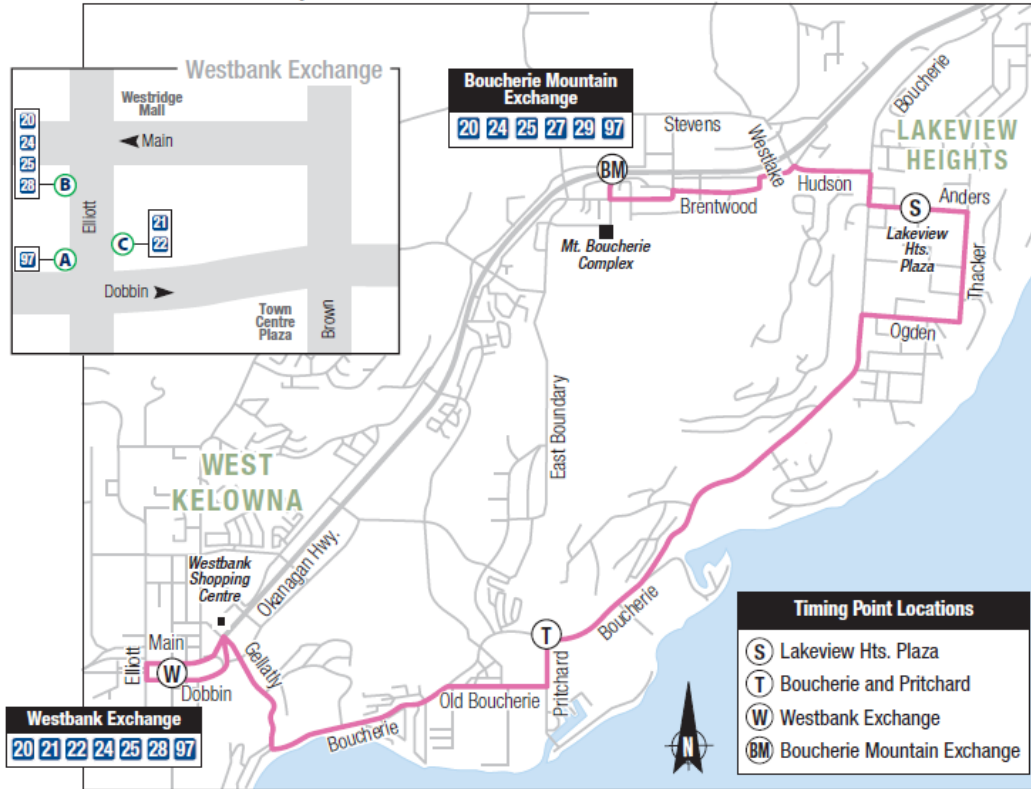 Westbank Exchange
Westridge
Mall
20
24
25
28
B
Main
Elliott
21
22
C
97
A
Dobbin
Town
Centre
Plaza
Brown
Boucherie Mountain
Exchange
20 24 25 27 29 97
Stevens
Westlake
Boucherie
LAKEVIEW
HEIGHTS
BM
Hudson
Brentwood
Anders
S
Lakeview
Hts.
Plaza
Mt. Boucherie
Complex
Thacker
Ogden
East Boundary
WEST
KELOWNA
Okanagan Hwy.
Westbank
Shopping
Centre
Main
Elliott
W
Dobbin
Gellatly
Boucherie
T
Old Boucherie
Pritchard
Boucherie
Westbank Exchange
20 21 22 24 25 28 97
N
Timing Point Locations
S Lakeview Hts. Plaza
T Boucherie and Pritchard
W Westbank Exchange
BM Boucherie Mountain Exchange